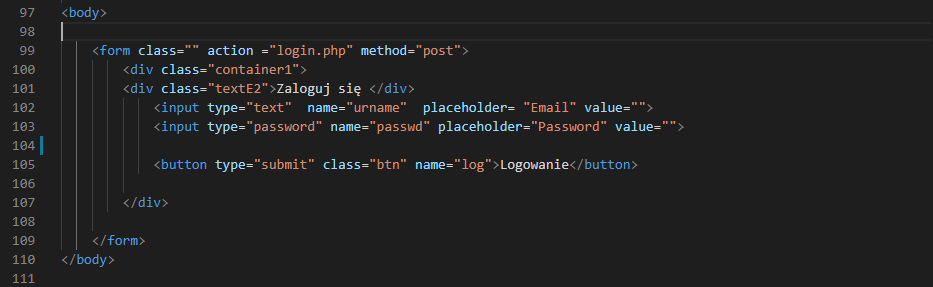 97 <body>
98
99 <form class="" action ="login.php" method="post">
100 <div class="container1">
101 <div class="textE2">Zaloguj się </div>
102 <input type="text"  name="urname"  placeholder= "Email" value="">
103 <input type="password" name="passwd" placeholder="Password" value="">
104
105 <button type="submit" class="btn" name="log">Logowanie</button>
106
107 </div>
108
109 </form>
110 </body>
111